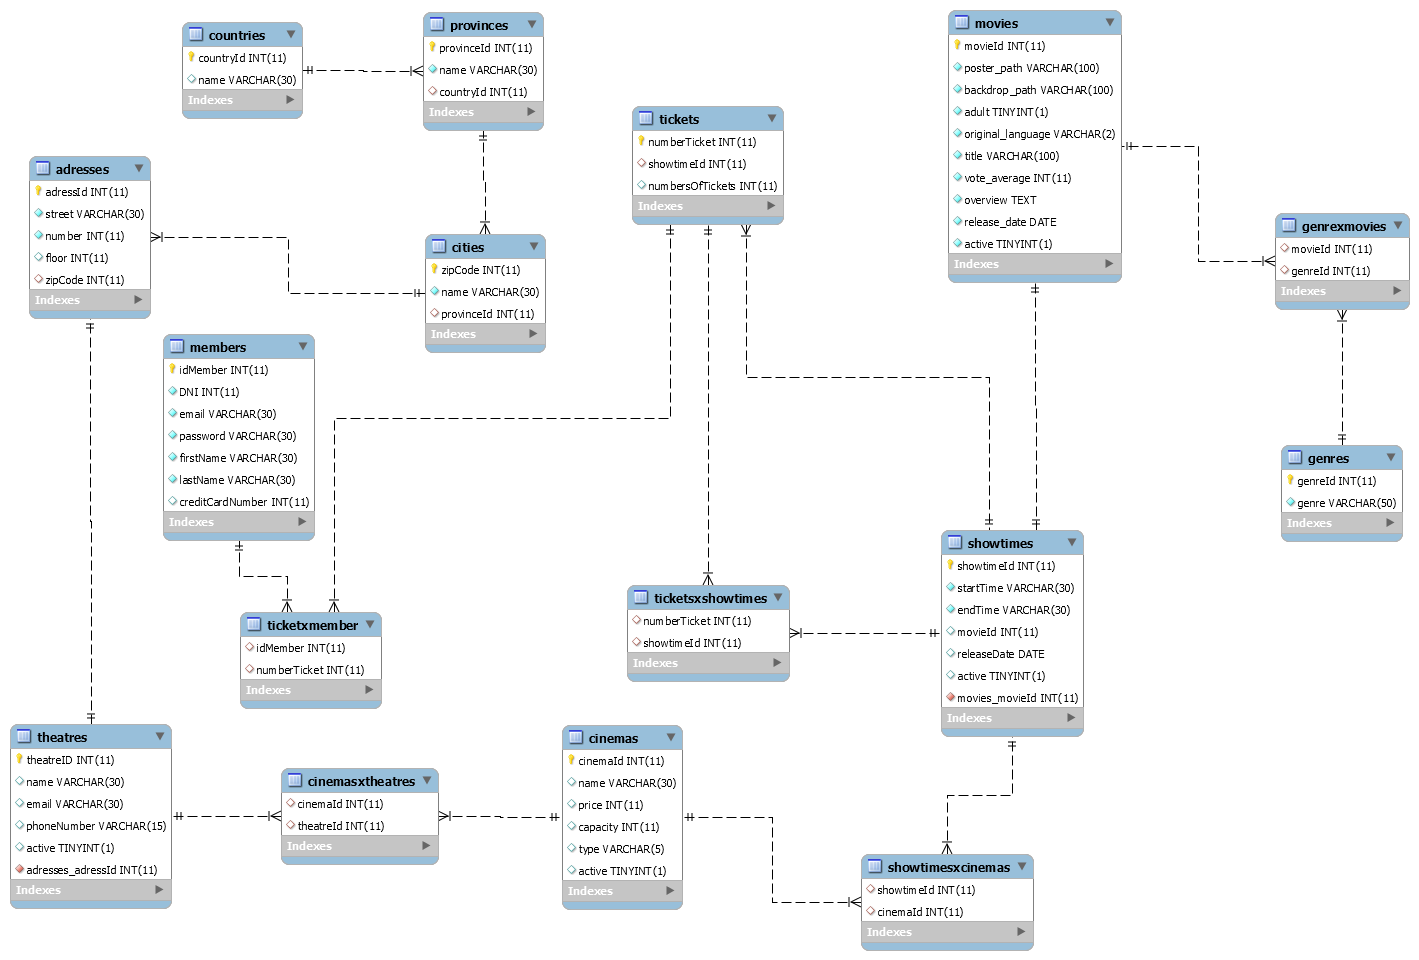 countries
countryId INT(11)
name VARCHAR(30)
Indexes
provinces
provinceId INT(11)
name VARCHAR(30)
countryId INT(11)
Indexes
movies
movieId INT(11)
poster_path VARCHAR(100)
backdrop_path VARCHAR(100)
adult TINYINT(1)
original_language VARCHAR(2)
title VARCHAR(100)
vote_average INT(11)
overview TEXT
release_date DATE
active TINYINT(1)
Indexes
tickets
numberTicket INT(11)
showtimeId INT(11)
numbersOfTickets INT(11)
Indexes
adresses
adressId INT(11)
street VARCHAR(30)
number INT(11)
floor INT(11)
zipCode INT(11)
Indexes
cities
zipCode INT(11)
name VARCHAR(30)
provinceId INT(11)
Indexes
genrexmovies
movieId INT(11)
genreId INT(11)
Indexes
members
idMember INT(11)
DNI INT(11)
email VARCHAR(30)
password VARCHAR(30)
firstName VARCHAR(30)
lastName VARCHAR(30)
creditCardNumber INT(11)
Indexes
genres
genreId INT(11)
genre VARCHAR(50)
Indexes
showtimes
showtimeId INT(11)
startTime VARCHAR(30)
endTime VARCHAR(30)
movieId INT(11)
releaseDate DATE
active TINYINT(1)
movies_movieId INT(11)
Indexes
ticketsxshowtimes
numberTicket INT(11)
showtimeId INT(11)
Indexes
ticketxmember
idMember INT(11)
numberTicket INT(11)
Indexes
theatres
theatreID INT(11)
name VARCHAR(30)
email VARCHAR(30)
phoneNumber VARCHAR(15)
active TINYINT(1)
adresses_adressId INT(11)
Indexes
cinemasxtheatres
cinemaId INT(11)
theatreId INT(11)
Indexes
cinemas
cinemaId INT(11)
name VARCHAR(30)
price INT(11)
capacity INT(11)
type VARCHAR(5)
active TINYINT(1)
Indexes
showtimesxcinemas
showtimeId INT(11)
cinemaId INT(11)
Indexes